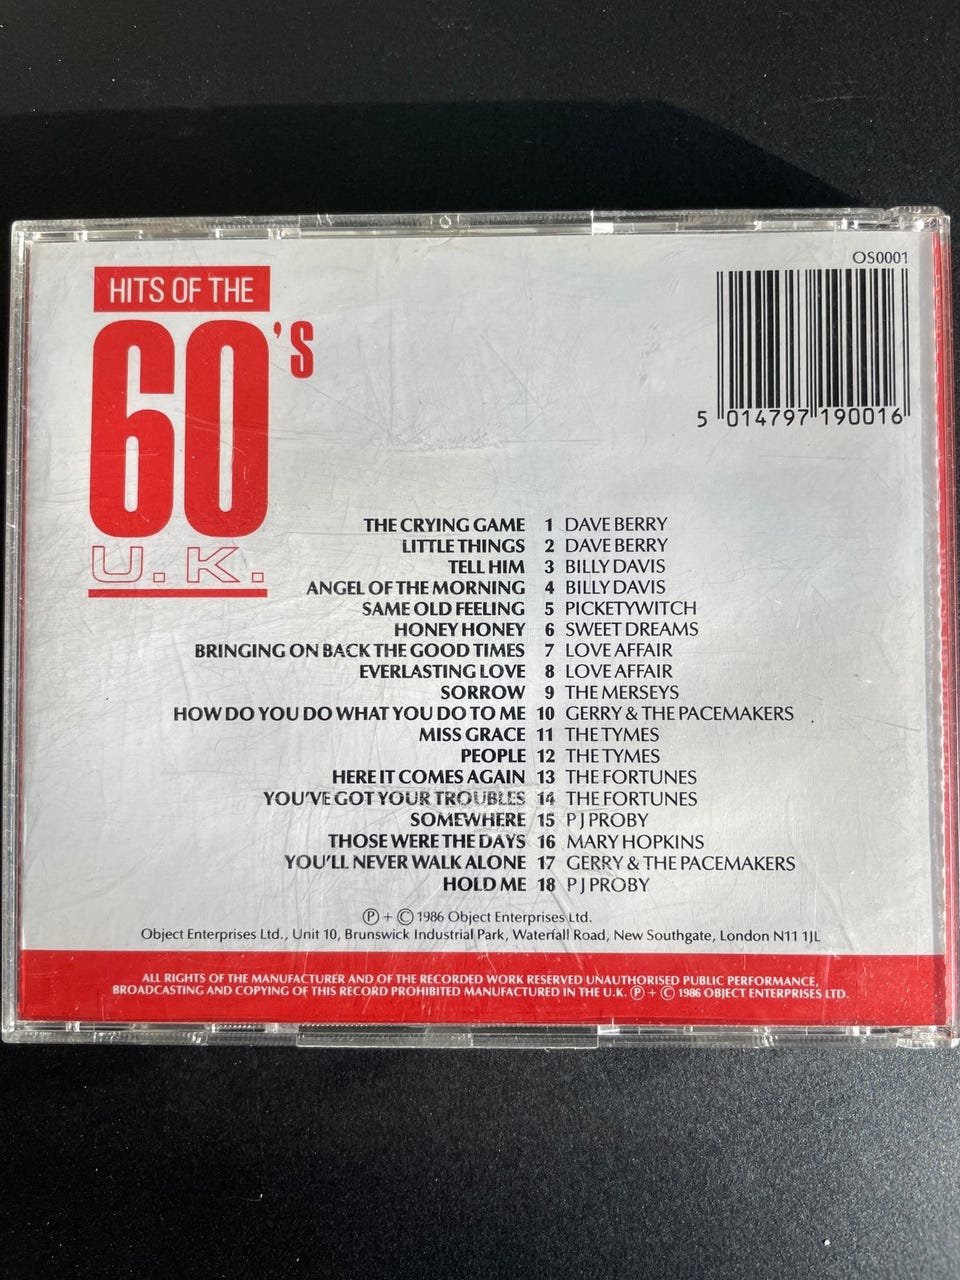 OS0001
HITS OF THE
60's
U.K.
5 014797 190016
THE CRYING GAME 1 DAVE BERRY
LITTLE THINGS 2 DAVE BERRY
TELL HIM 3 BILLY DAVIS
ANGEL OF THE MORNING 4 BILLY DAVIS
SAME OLD FEELING 5 PICKETYWITCH
HONEY HONEY 6 SWEET DREAMS
BRINGING ON BACK THE GOOD TIMES 7 LOVE AFFAIR
EVERLASTING LOVE 8 LOVE AFFAIR
SORROW 9 THE MERSEYS
HOW DO YOU DO WHAT YOU DO TO ME 10 GERRY & THE PACEMAKERS
MISS GRACE 11 THE TYMES
PEOPLE 12 THE TYMES
HERE IT COMES AGAIN 13 THE FORTUNES
YOU'VE GOT YOUR TROUBLES 14 THE FORTUNES
SOMEWHERE 15 P J PROBY
THOSE WERE THE DAYS 16 MARY HOPKINS
YOU'LL NEVER WALK ALONE 17 GERRY & THE PACEMAKERS
HOLD ME 18 P J PROBY
℗ + © 1986 Object Enterprises Ltd.
Object Enterprises Ltd., Unit 10, Brunswick Industrial Park, Waterfall Road, New Southgate, London N11 1JL
ALL RIGHTS OF THE MANUFACTURER AND OF THE RECORDED WORK RESERVED UNAUTHORISED PUBLIC PERFORMANCE,
BROADCASTING AND COPYING OF THIS RECORD PROHIBITED MANUFACTURED IN THE U.K. ℗ + © 1986 OBJECT ENTERPRISES LTD.